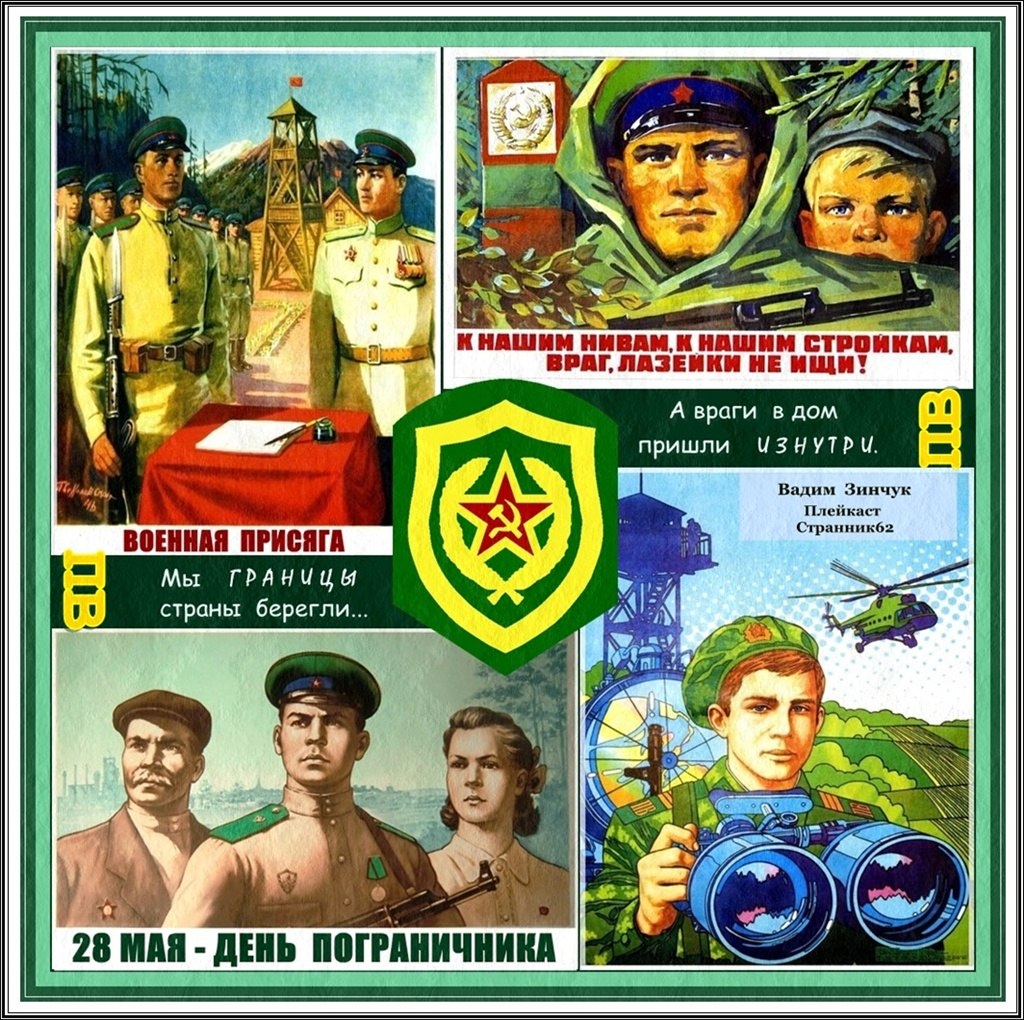 К НАШИМ НИВАМ, К НАШИМ СТРОЙКАМ,
ВРАГ, ЛАЗЕЙКИ НЕ ИЩИ!
А враги в дом
пришли ИЗНУТРИ.
ПВ
Вадим Зинчук
Плейкаст
Странник62
ВОЕННАЯ ПРИСЯГА
ПВ
Мы ГРАНИЦЫ
страны берегли...
28 МАЯ - ДЕНЬ ПОГРАНИЧНИКА